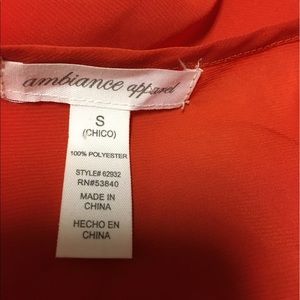 ambiance apparel
S
(CHICO)
100% POLYESTER
STYLE# 62932
RN#53840
MADE IN
CHINA
HECHO EN
CHINA